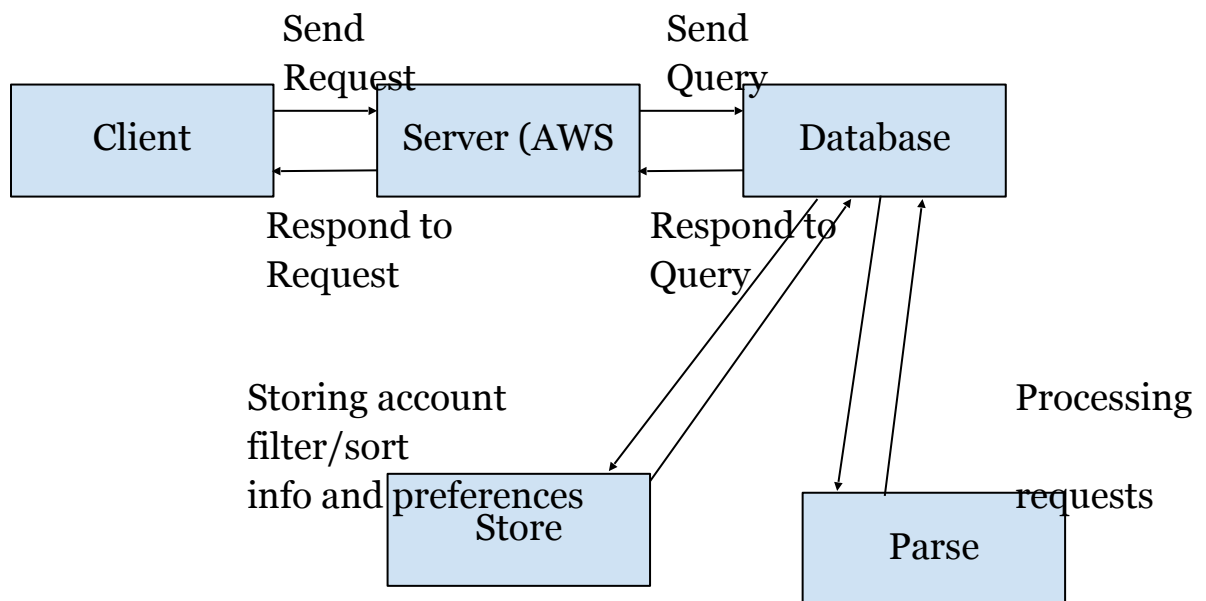 Send
Request
Send
Query
Client
Server (AWS
Database
Respond to
Request
Respond to
Query
Storing account
filter/sort
info and preferences
Processing
requests
Store
Parse